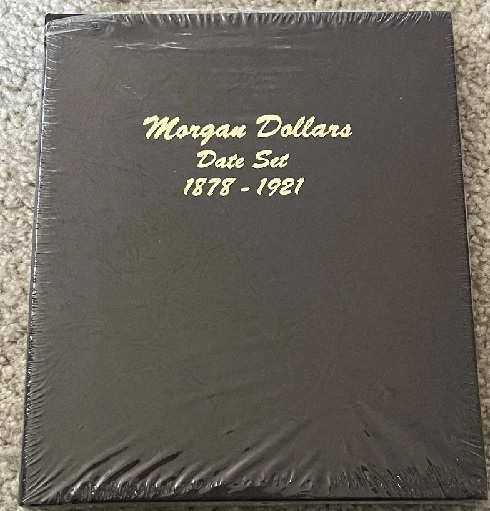 Morgan Dollars
Date Set
1878 - 1921